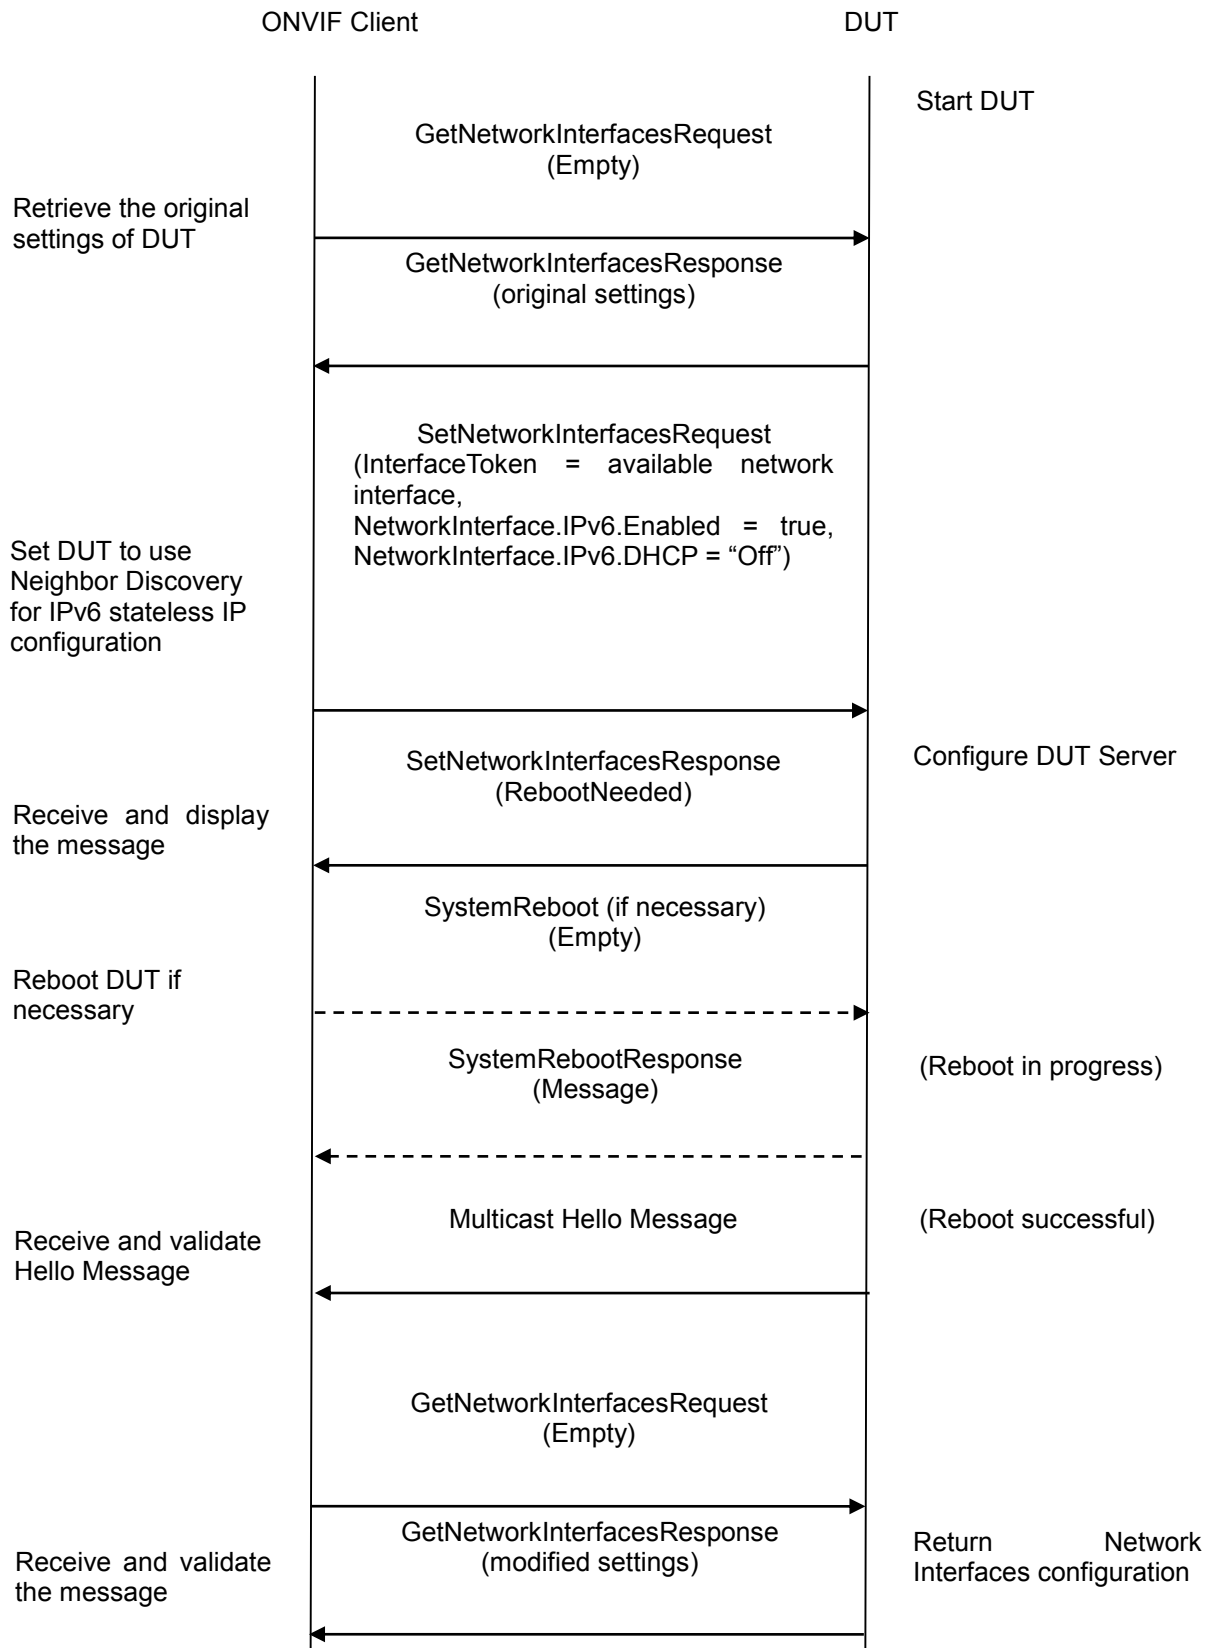 ONVIF Client
DUT
Start DUT
GetNetworkInterfacesRequest
(Empty)
Retrieve the original
settings of DUT
GetNetworkInterfacesResponse
(original settings)
SetNetworkInterfacesRequest
(InterfaceToken = available network
interface,
NetworkInterface.IPv6.Enabled = true,
NetworkInterface.IPv6.DHCP = “Off”)
Set DUT to use
Neighbor Discovery
for IPv6 stateless IP
configuration
Configure DUT Server
SetNetworkInterfacesResponse
(RebootNeeded)
Receive and display
the message
SystemReboot (if necessary)
(Empty)
Reboot DUT if
necessary
SystemRebootResponse
(Message)
(Reboot in progress)
Multicast Hello Message
(Reboot successful)
Receive and validate
Hello Message
GetNetworkInterfacesRequest
(Empty)
GetNetworkInterfacesResponse
(modified settings)
Return Network
Interfaces configuration
Receive and validate
the message